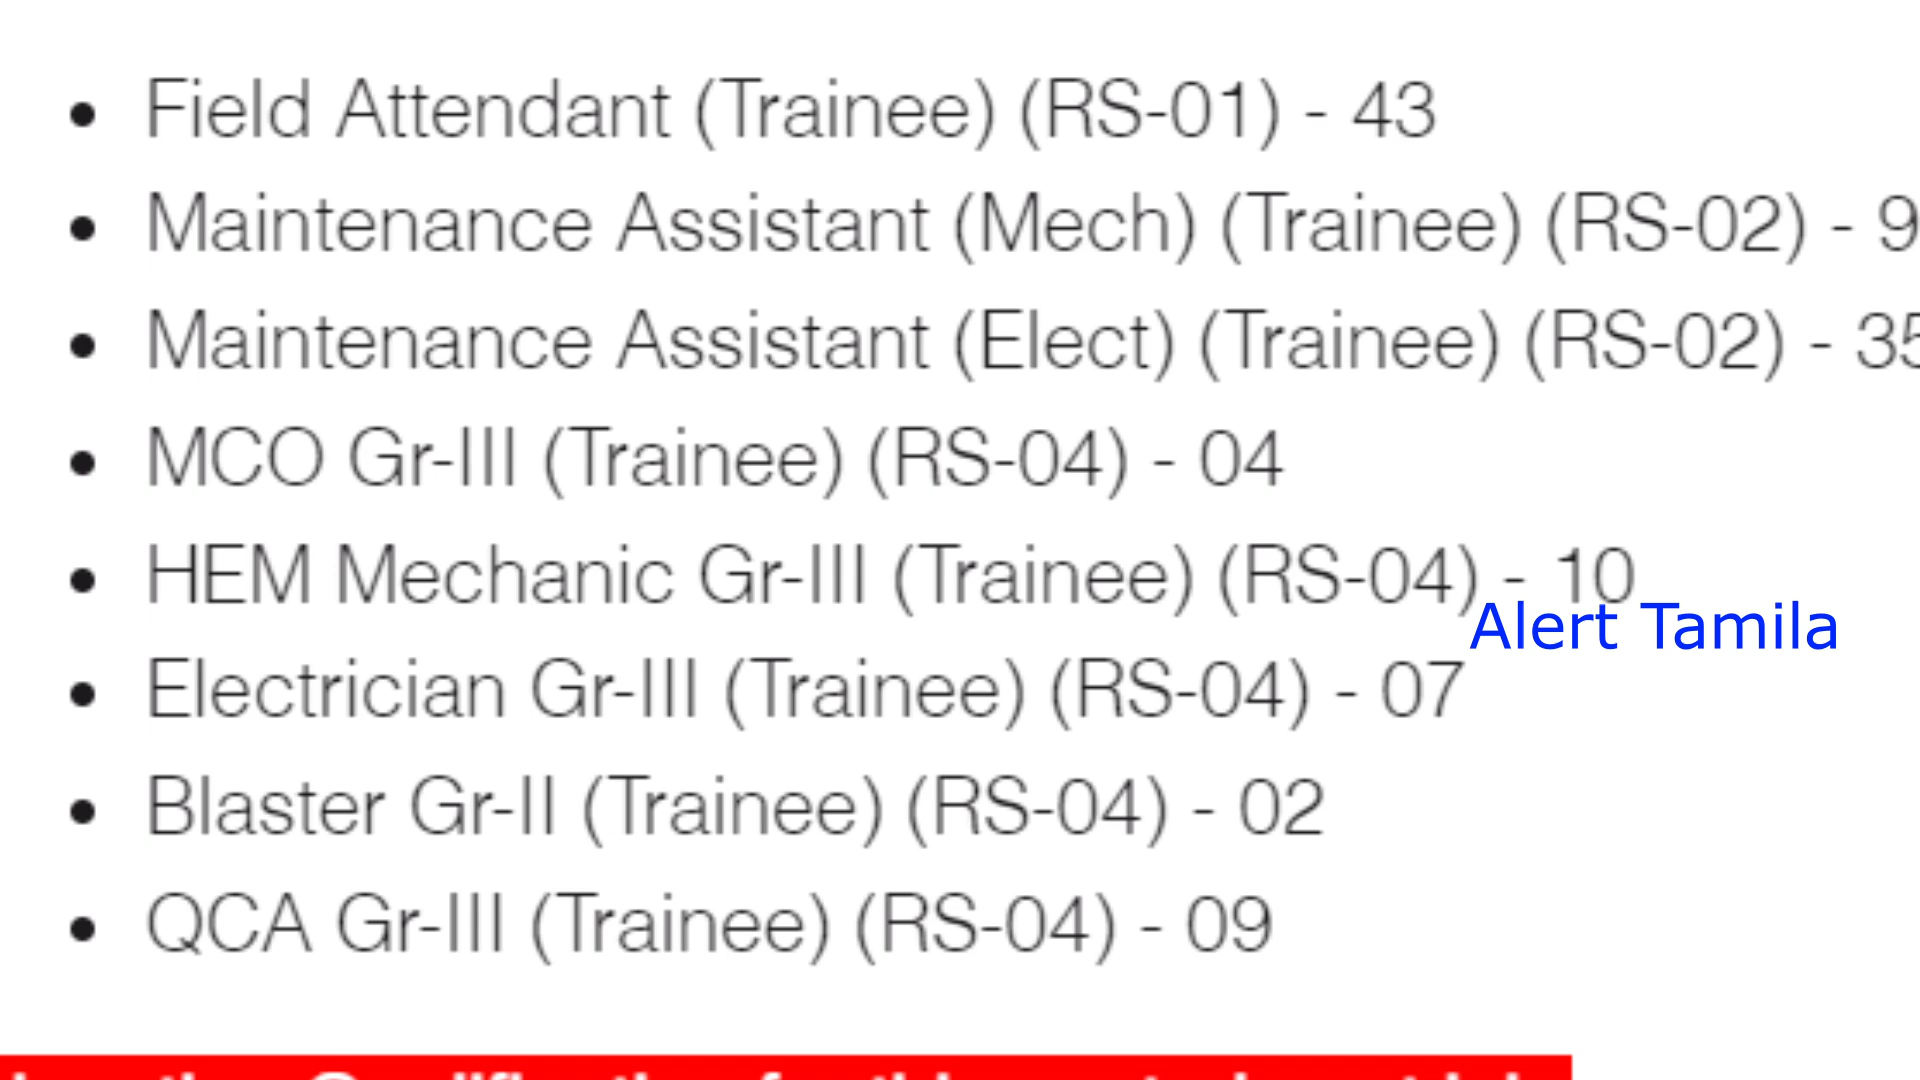 • Field Attendant (Trainee) (RS-01) - 43
• Maintenance Assistant (Mech) (Trainee) (RS-02) - 9
• Maintenance Assistant (Elect) (Trainee) (RS-02) - 35
• MCO Gr-III (Trainee) (RS-04) - 04
• HEM Mechanic Gr-III (Trainee) (RS-04) - 10
Alert Tamila
• Electrician Gr-III (Trainee) (RS-04) - 07
• Blaster Gr-II (Trainee) (RS-04) - 02
• QCA Gr-III (Trainee) (RS-04) - 09